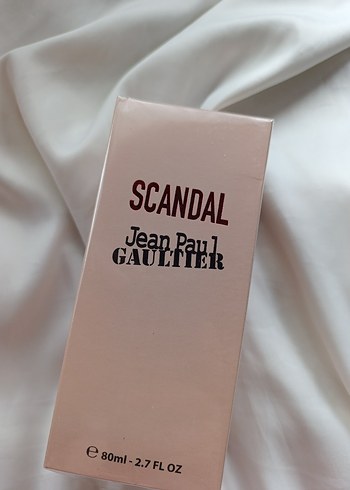 SCANDAL
Jean Paul
GAULTIER
℮ 80ml - 2.7 FL OZ